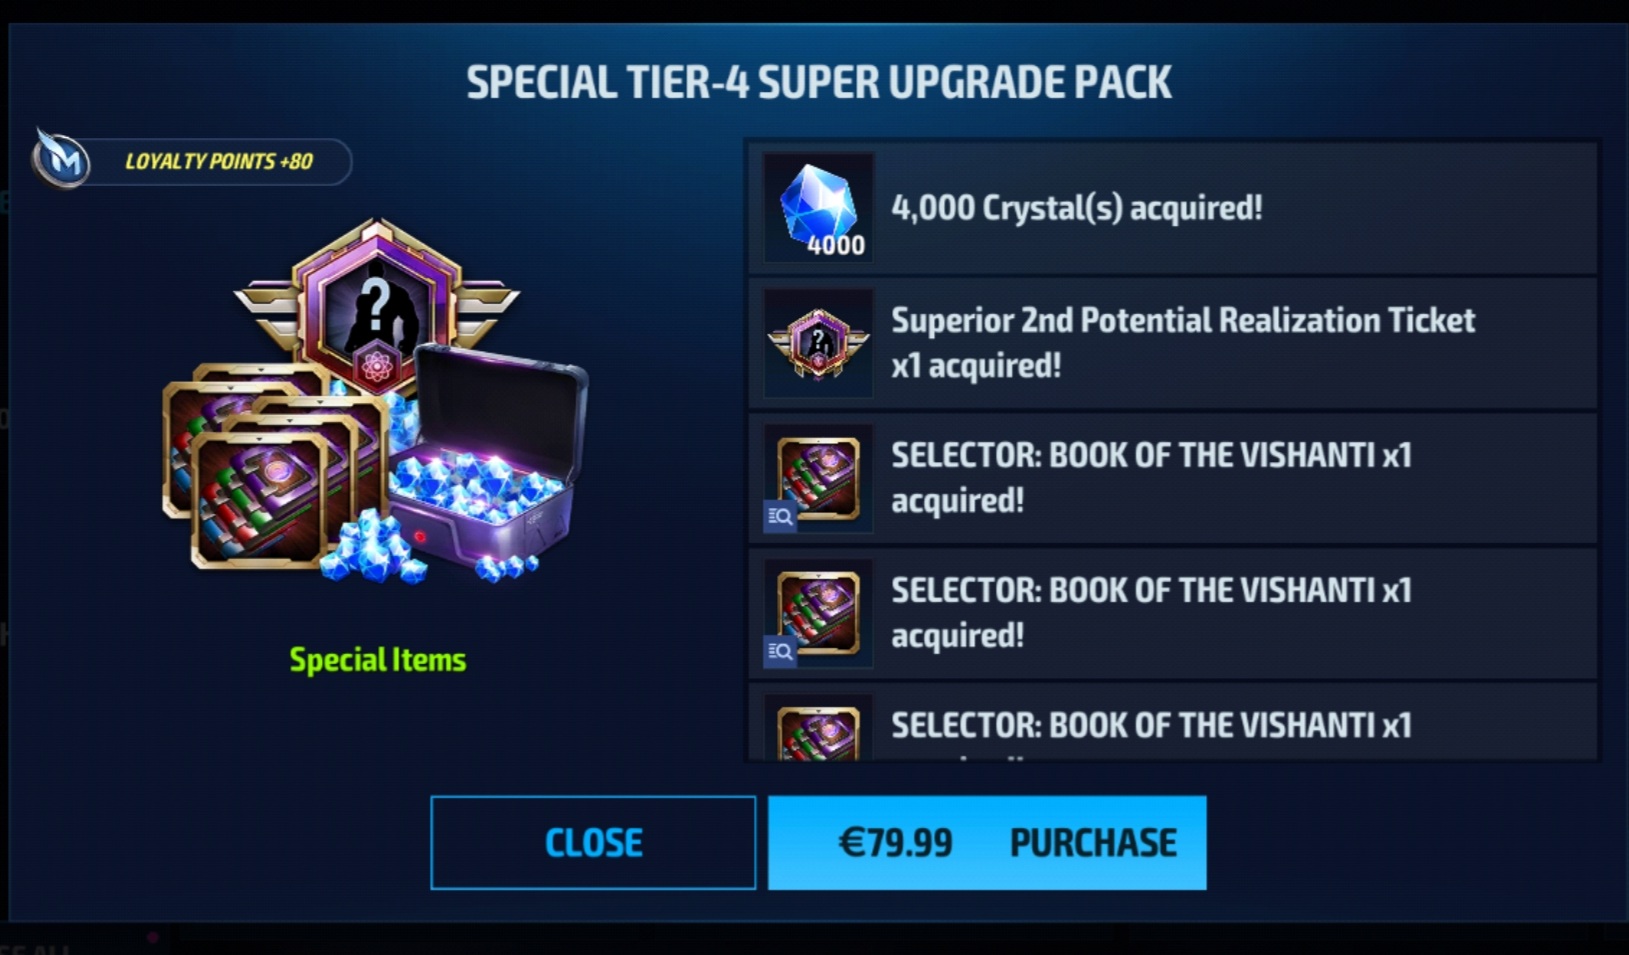 SPECIAL TIER-4 SUPER UPGRADE PACK
LOYALTY POINTS +80
?
Special Items
4000
4,000 Crystal(s) acquired!
?
Superior 2nd Potential Realization Ticket
x1 acquired!
SELECTOR: BOOK OF THE VISHANTI x1
acquired!
SELECTOR: BOOK OF THE VISHANTI x1
acquired!
SELECTOR: BOOK OF THE VISHANTI x1
CLOSE
€79.99 PURCHASE